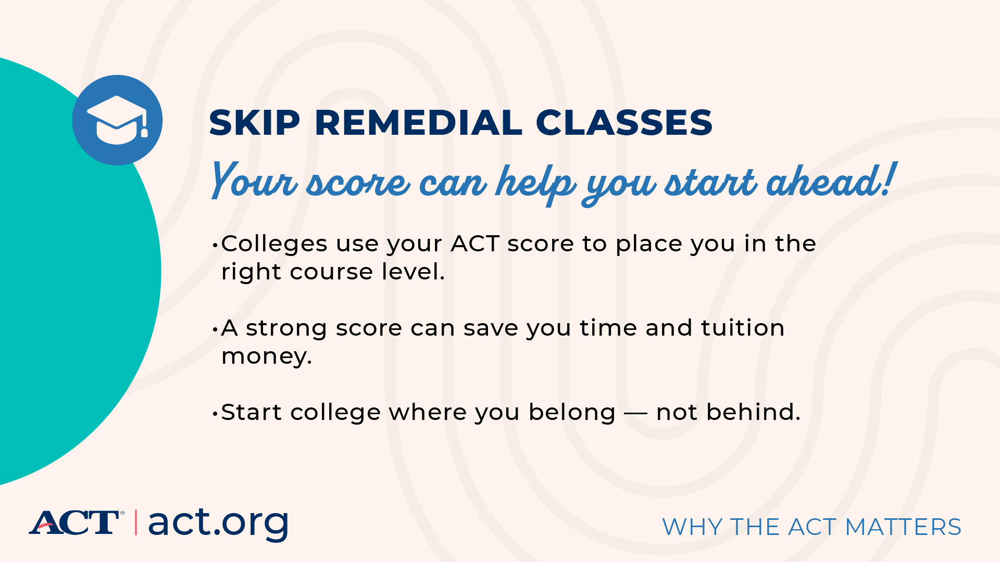 SKIP REMEDIAL CLASSES
Your score can help you start ahead!
•Colleges use your ACT score to place you in the
right course level.
•A strong score can save you time and tuition
money.
•Start college where you belong — not behind.
ACT® | act.org
WHY THE ACT MATTERS